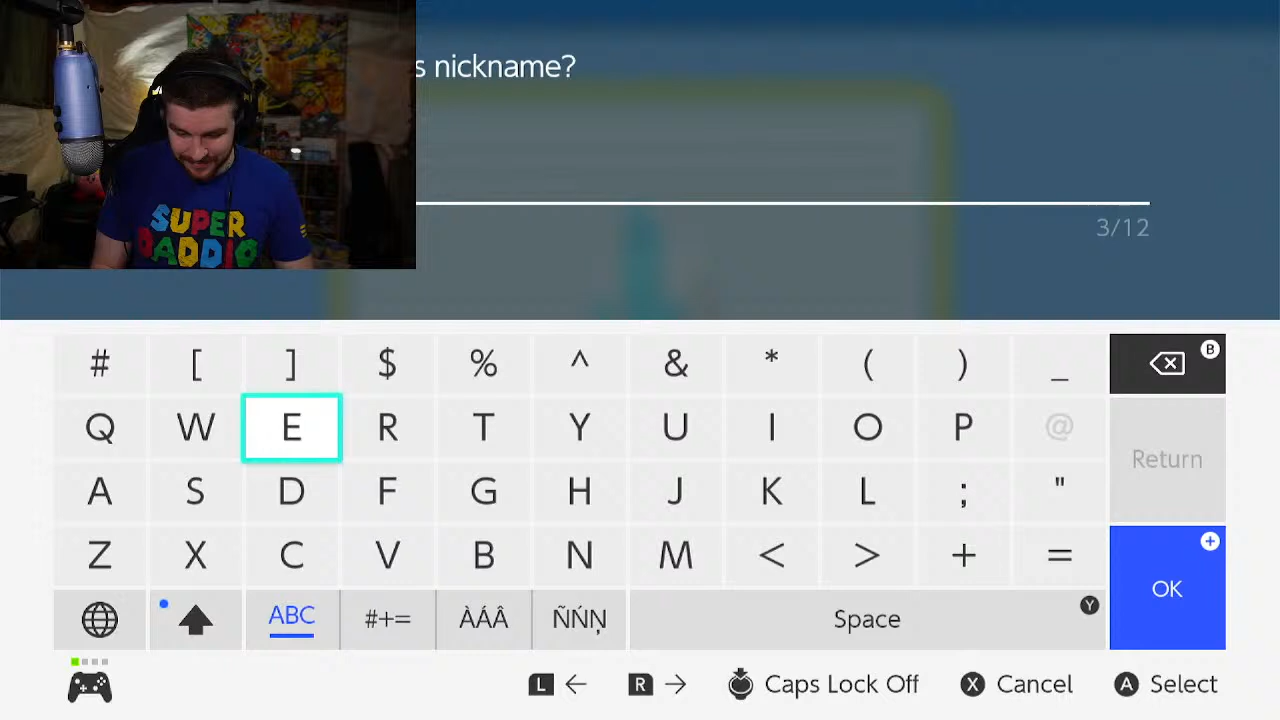 s nickname?
SUPER
DADDIO
3/12
# [ ] $ % ^ & * ( ) _ B
Q W E R T Y U I O P @ Return
A S D F G H J K L ; "
Z X C V B N M < > + = OK
ABC #+= ÀÁÂ ÑŃŅ Space Y
L ← R → Caps Lock Off X Cancel A Select